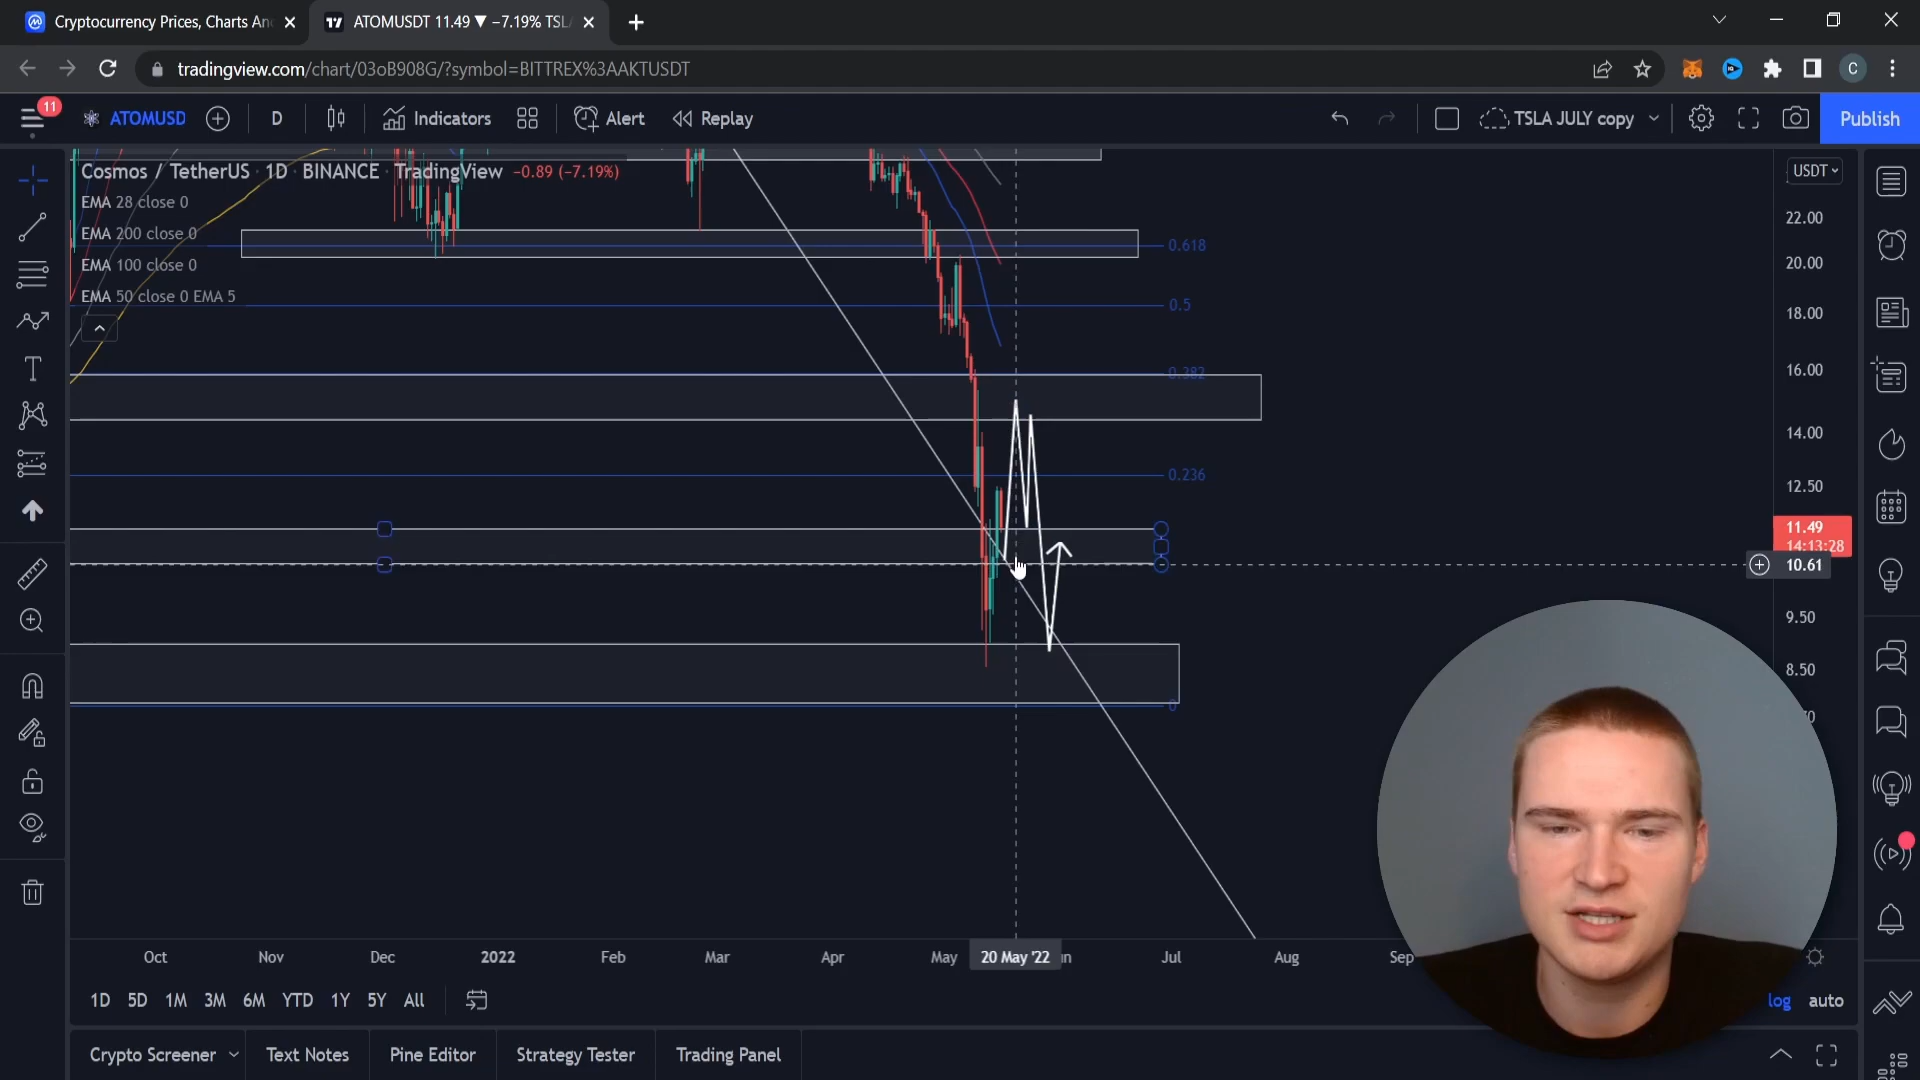 Cryptocurrency Prices, Charts An
ATOMUSDT 11.49 ▼ −7.19% TSL
tradingview.com/chart/03oB908G/?symbol=BITTREX%3AAKTUSDT
C
11
ATOMUSD
D
Indicators
Alert
Replay
TSLA JULY copy
Publish
Cosmos / TetherUS · 1D · BINANCE · TradingView −0.89 (−7.19%)
USDT
EMA 28 close 0
22.00
EMA 200 close 0
0.618
20.00
EMA 100 close 0
EMA 50 close 0 EMA 5
0.5
18.00
0.382
16.00
14.00
0.236
12.50
11.49
14:13:28
10.61
9.50
8.50
0
Oct
Nov
Dec
2022
Feb
Mar
Apr
May
20 May '22
Jul
Aug
Sep
1D 5D 1M 3M 6M YTD 1Y 5Y All
log auto
Crypto Screener
Text Notes
Pine Editor
Strategy Tester
Trading Panel